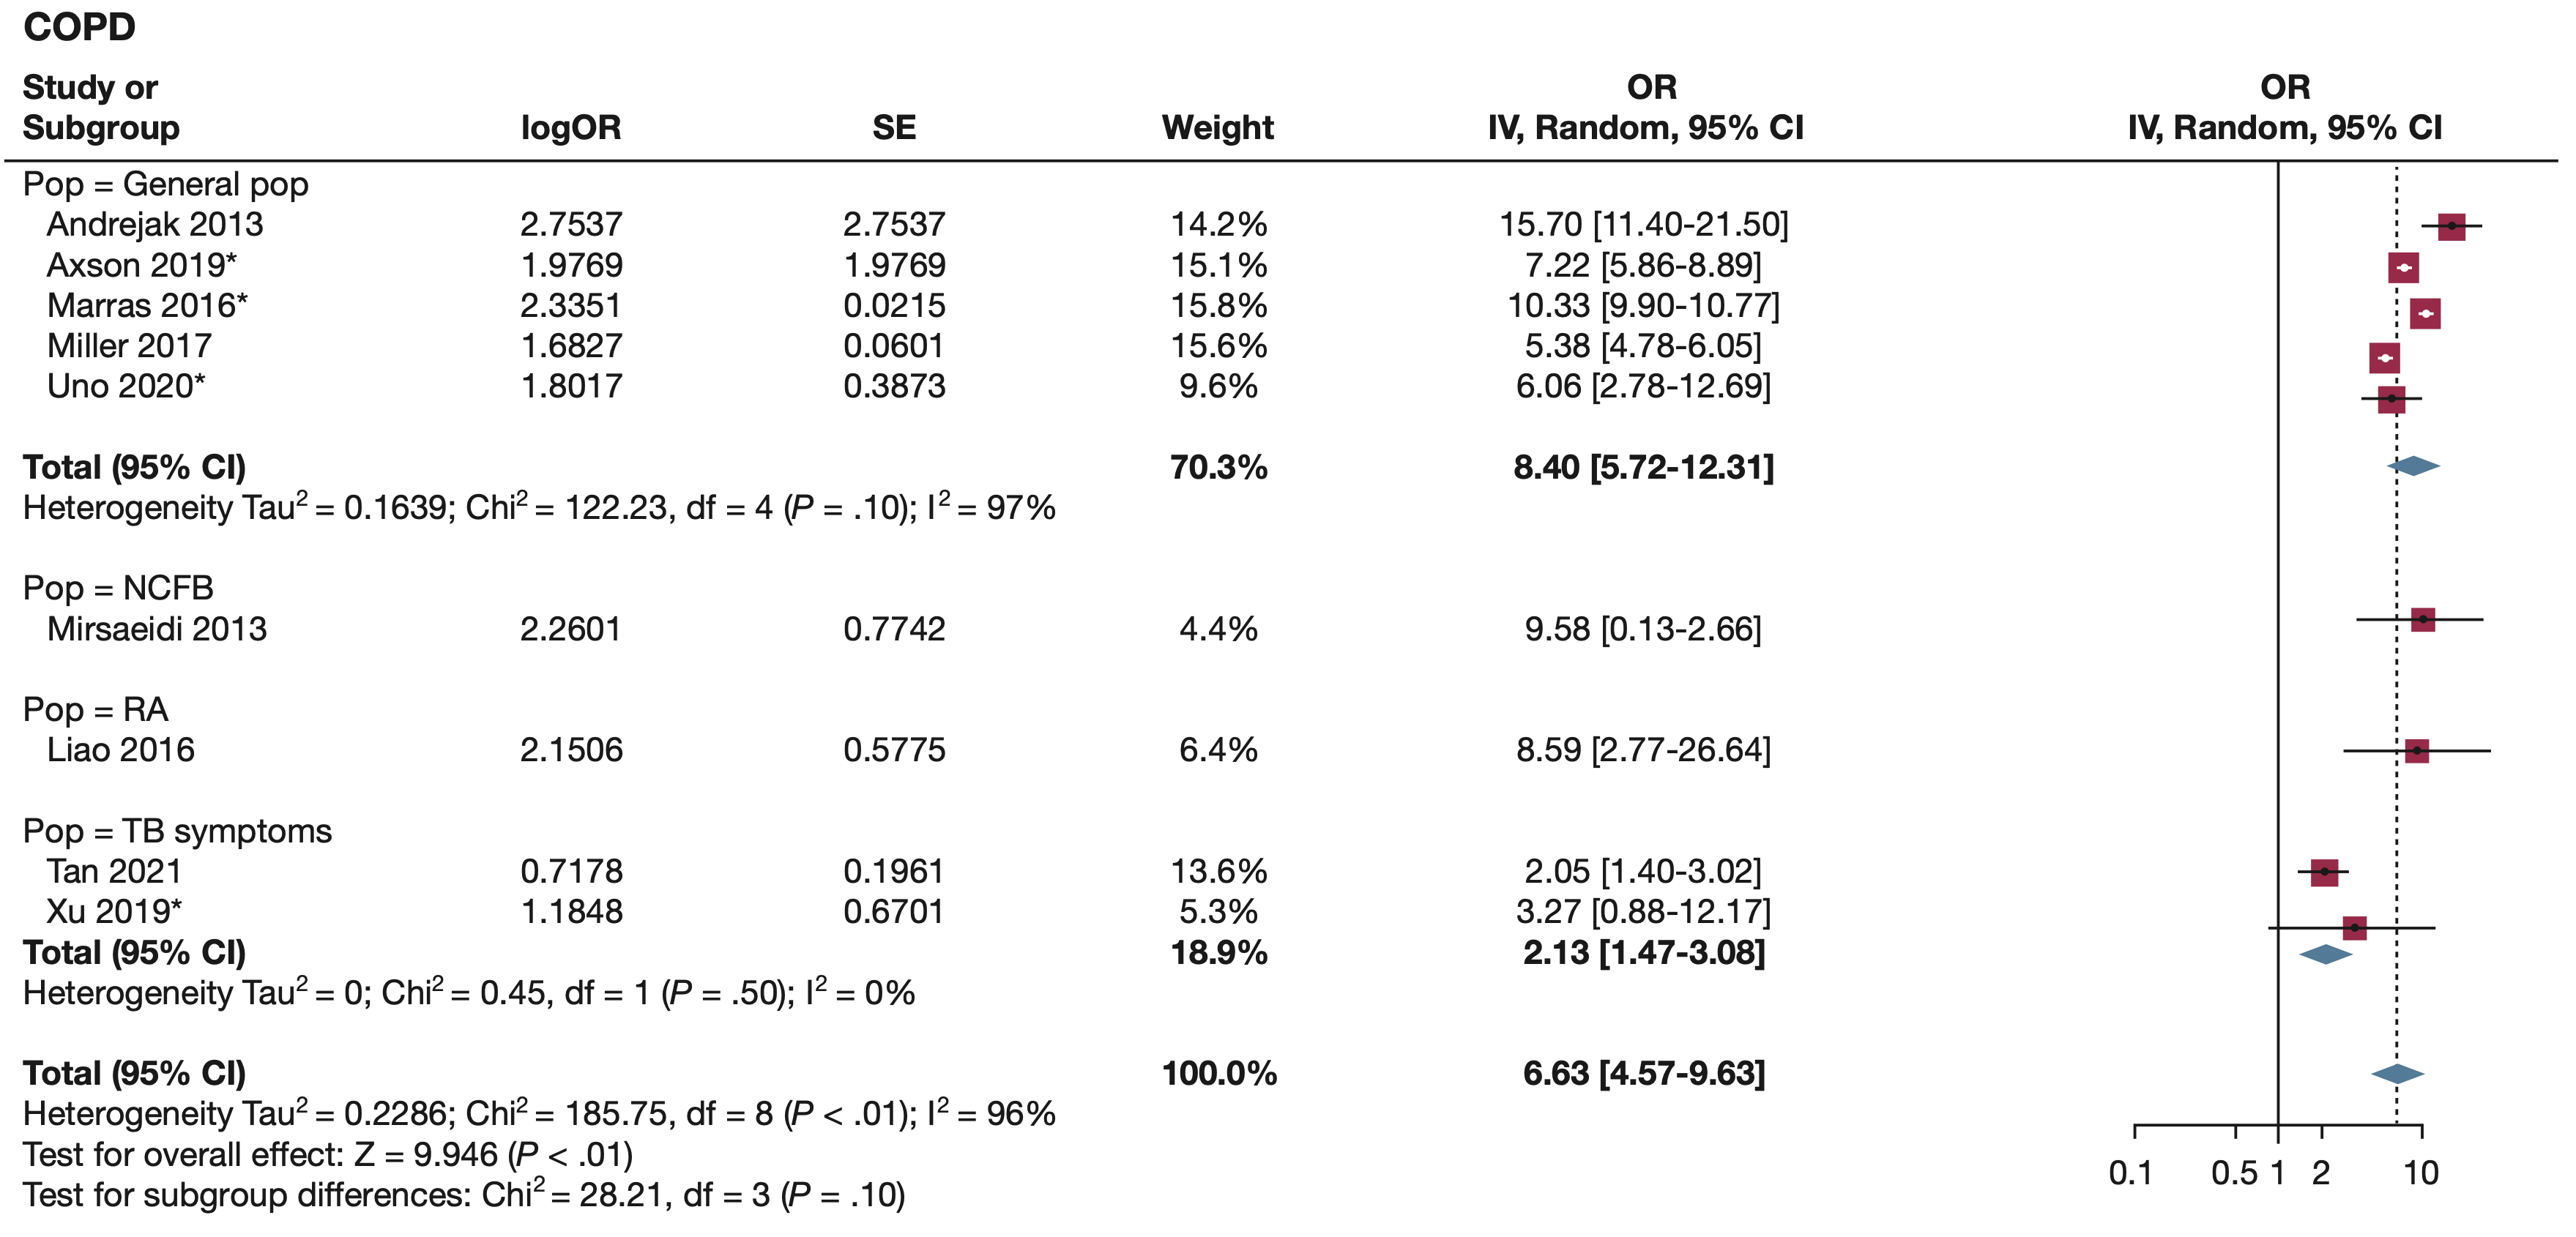 COPD
Study or Subgroup logOR SE Weight OR IV, Random, 95% CI OR IV, Random, 95% CI
Pop = General pop
Andrejak 2013 2.7537 2.7537 14.2% 15.70 [11.40-21.50]
Axson 2019* 1.9769 1.9769 15.1% 7.22 [5.86-8.89]
Marras 2016* 2.3351 0.0215 15.8% 10.33 [9.90-10.77]
Miller 2017 1.6827 0.0601 15.6% 5.38 [4.78-6.05]
Uno 2020* 1.8017 0.3873 9.6% 6.06 [2.78-12.69]
Total (95% CI) 70.3% 8.40 [5.72-12.31]
Heterogeneity Tau² = 0.1639; Chi² = 122.23, df = 4 (P = .10); I² = 97%
Pop = NCFB
Mirsaeidi 2013 2.2601 0.7742 4.4% 9.58 [0.13-2.66]
Pop = RA
Liao 2016 2.1506 0.5775 6.4% 8.59 [2.77-26.64]
Pop = TB symptoms
Tan 2021 0.7178 0.1961 13.6% 2.05 [1.40-3.02]
Xu 2019* 1.1848 0.6701 5.3% 3.27 [0.88-12.17]
Total (95% CI) 18.9% 2.13 [1.47-3.08]
Heterogeneity Tau² = 0; Chi² = 0.45, df = 1 (P = .50); I² = 0%
Total (95% CI) 100.0% 6.63 [4.57-9.63]
Heterogeneity Tau² = 0.2286; Chi² = 185.75, df = 8 (P < .01); I² = 96%
Test for overall effect: Z = 9.946 (P < .01)
Test for subgroup differences: Chi² = 28.21, df = 3 (P = .10)
0.1 0.5 1 2 10